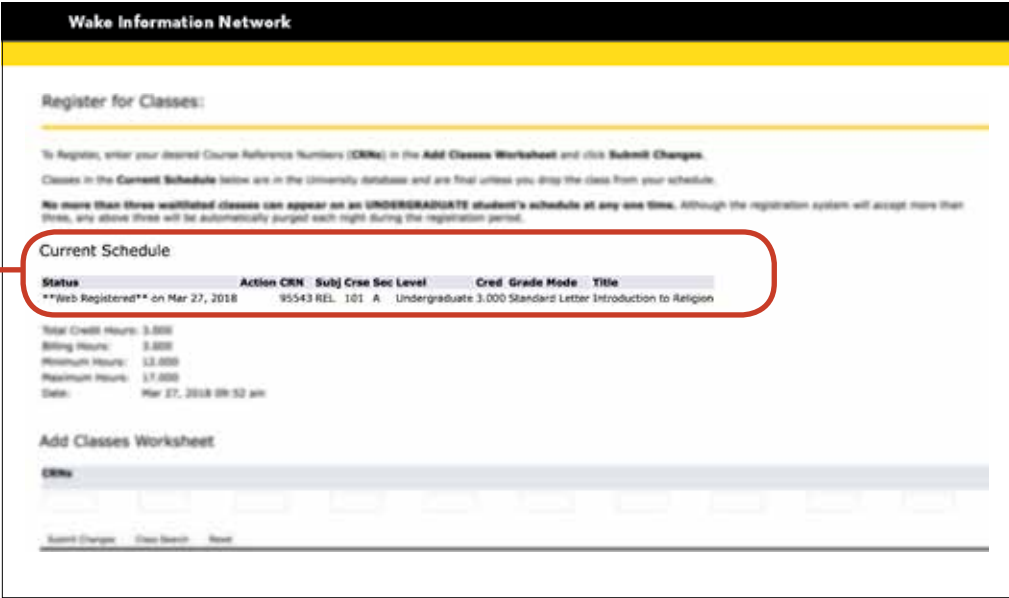 Wake Information Network
Register for Classes:
To Register, enter your desired Course Reference Numbers (CRNs) in the Add Classes Worksheet and click Submit Changes.
Classes in the Current Schedule below are in the University database and are final unless you drop the class from your schedule.
No more than three waitlisted classes can appear on an UNDERGRADUATE student's schedule at any one time. Although the registration system will accept more than
three, any above three will be automatically purged each night during the registration period.
Current Schedule
Status Action CRN Subj Crse Sec Level Cred Grade Mode Title
**Web Registered** on Mar 27, 2018 95543 REL 101 A Undergraduate 3.000 Standard Letter Introduction to Religion
Total Credit Hours: 3.000
Billing Hours: 3.000
Minimum Hours: 12.000
Maximum Hours: 17.000
Date: Mar 27, 2018 09:52 am
Add Classes Worksheet
CRNs
Submit Changes Class Search Reset